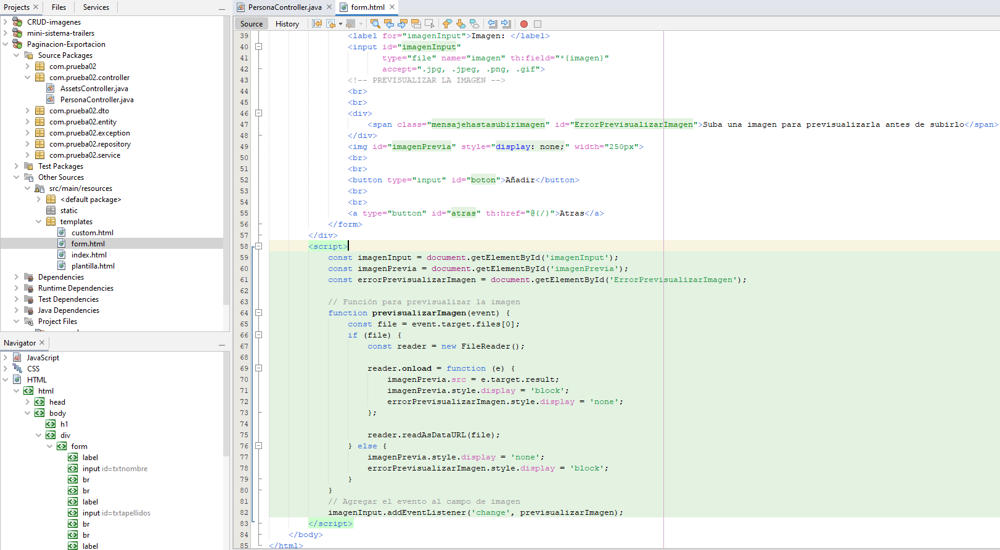 Projects
Files
Services
CRUD-imagenes
mini-sistema-trailers
Paginacion-Exportacion
Source Packages
com.prueba02
com.prueba02.controller
AssetsController.java
PersonaController.java
com.prueba02.dto
com.prueba02.entity
com.prueba02.exception
com.prueba02.repository
com.prueba02.service
Test Packages
Other Sources
src/main/resources
<default package>
static
templates
custom.html
form.html
index.html
plantilla.html
Dependencies
Runtime Dependencies
Test Dependencies
Java Dependencies
Project Files
Navigator
JavaScript
CSS
HTML
html
head
body
h1
div
form
label
input id=txtnombre
br
br
label
input id=txtapellidos
br
br
label
PersonaController.java
form.html
Source
History
39 <label for="imagenInput">Imagen: </label>
40 <input id="imagenInput"
41 type="file" name="imagen" th:field="*{imagen}"
42 accept=".jpg, .jpeg, .png, .gif">
43 <!-- PREVISUALIZAR LA IMAGEN -->
44 <br>
45 <br>
46 <div>
47 <span class="mensajehastasubirimagen" id="ErrorPrevisualizarImagen">Suba una imagen para previsualizarla antes de subirlo</span>
48 </div>
49 <img id="imagenPrevia" style="display: none;" width="250px">
50 <br>
51 <br>
52 <button type="input" id="boton">Añadir</button>
53 <br>
54 <br>
55 <a type="button" id="atras" th:href="@{/}">Atras</a>
56 </form>
57 </div>
58 <script>
59 const imagenInput = document.getElementById('imagenInput');
60 const imagenPrevia = document.getElementById('imagenPrevia');
61 const errorPrevisualizarImagen = document.getElementById('ErrorPrevisualizarImagen');
62
63 // Función para previsualizar la imagen
64 function previsualizarImagen(event) {
65 const file = event.target.files[0];
66 if (file) {
67 const reader = new FileReader();
68
69 reader.onload = function (e) {
70 imagenPrevia.src = e.target.result;
71 imagenPrevia.style.display = 'block';
72 errorPrevisualizarImagen.style.display = 'none';
73 };
74
75 reader.readAsDataURL(file);
76 } else {
77 imagenPrevia.style.display = 'none';
78 errorPrevisualizarImagen.style.display = 'block';
79 }
80 }
81 // Agregar el evento al campo de imagen
82 imagenInput.addEventListener('change', previsualizarImagen);
83 </script>
84 </body>
85 </html>